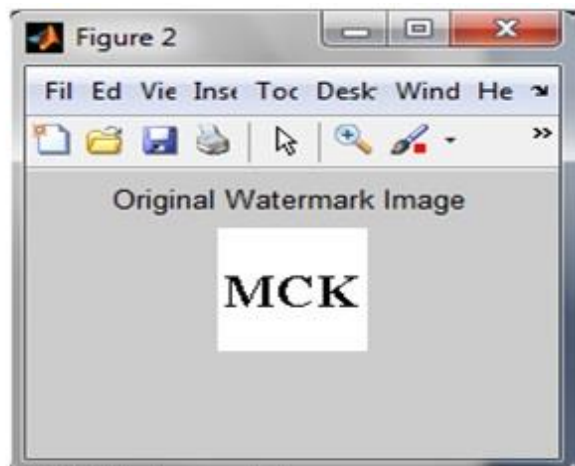 Figure 2
Fil Ed Vie Inse Toc Desk Wind He
Original Watermark Image
MCK